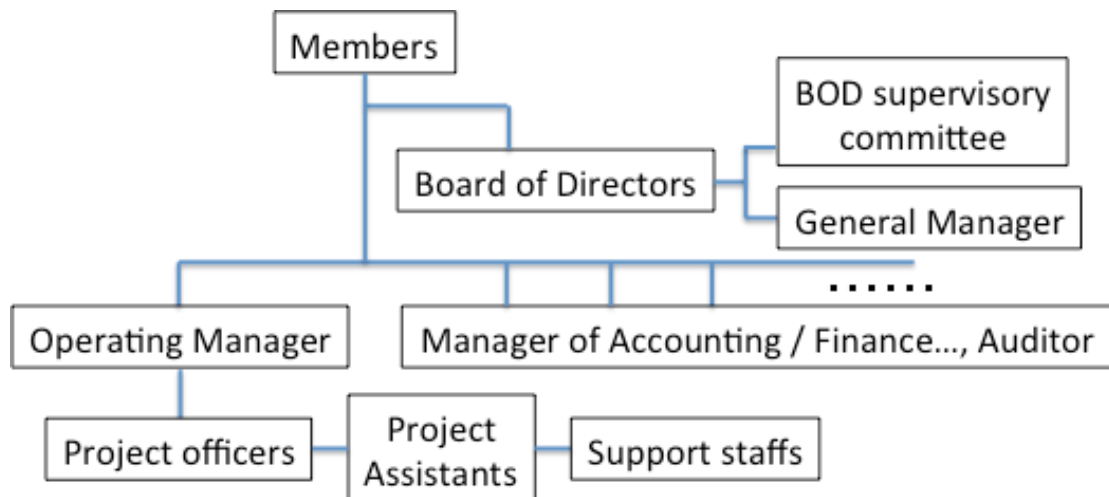 Members
BOD supervisory
committee
Board of Directors
General Manager
......
Operating Manager
Manager of Accounting / Finance..., Auditor
Project officers
Project
Assistants
Support staffs